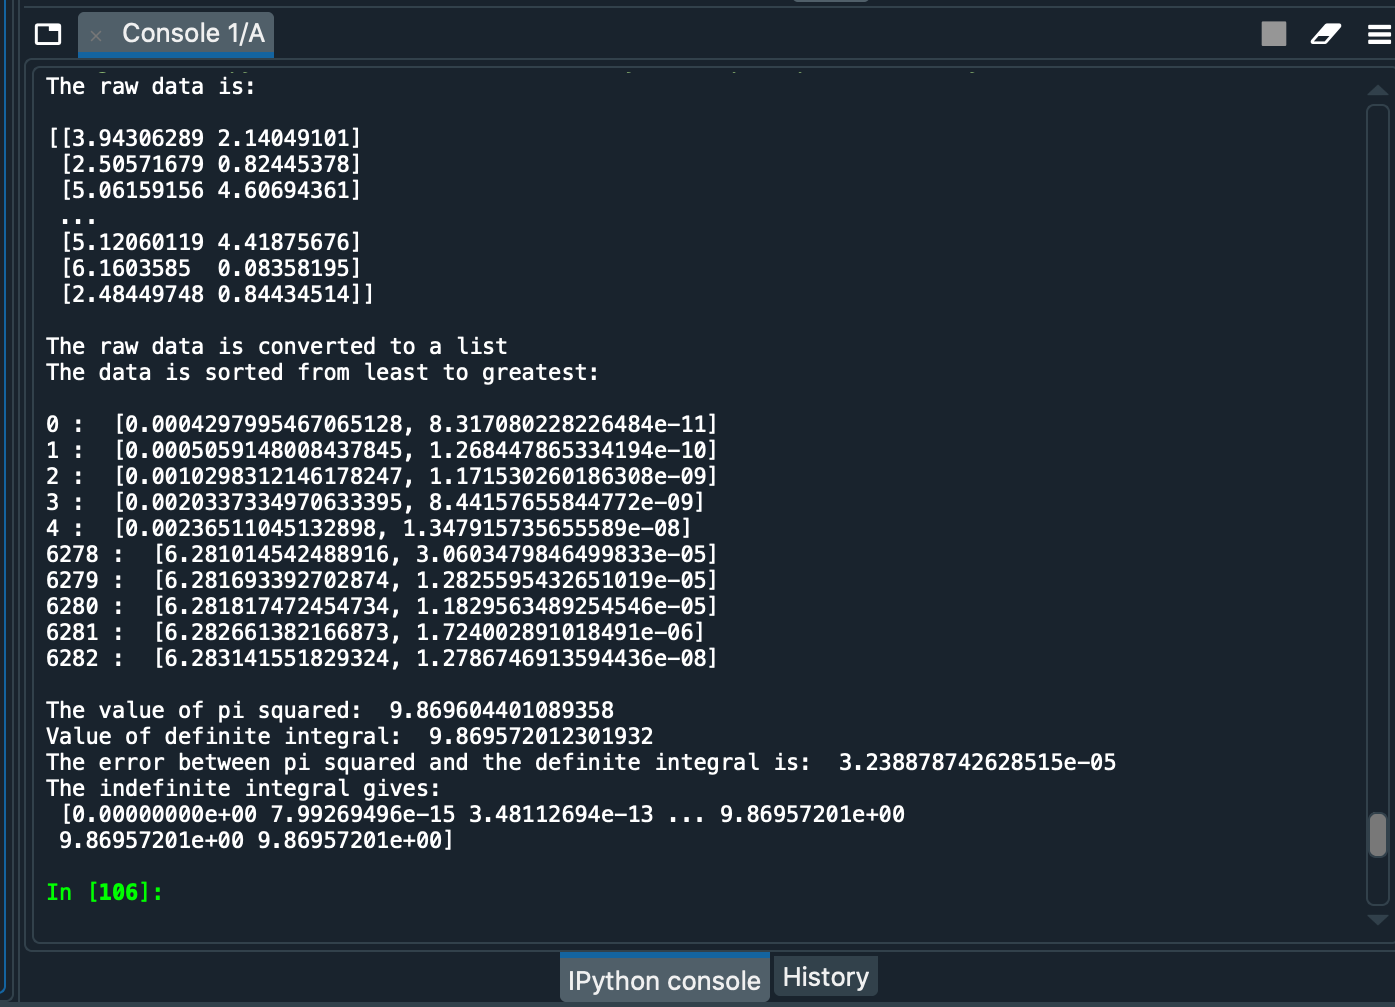 Console 1/A
The raw data is:
[[3.94306289 2.14049101]
[2.50571679 0.82445378]
[5.06159156 4.60694361]
...
[5.12060119 4.41875676]
[6.1603585  0.08358195]
[2.48449748 0.84434514]]
The raw data is converted to a list
The data is sorted from least to greatest:
0 :  [0.0004297995467065128, 8.317080228226484e-11]
1 :  [0.0005059148008437845, 1.268447865334194e-10]
2 :  [0.0010298312146178247, 1.171530260186308e-09]
3 :  [0.0020337334970633395, 8.44157655844772e-09]
4 :  [0.00236511045132898, 1.347915735655589e-08]
6278 :  [6.281014542488916, 3.0603479846499833e-05]
6279 :  [6.281693392702874, 1.2825595432651019e-05]
6280 :  [6.281817472454734, 1.1829563489254546e-05]
6281 :  [6.282661382166873, 1.724002891018491e-06]
6282 :  [6.283141551829324, 1.2786746913594436e-08]
The value of pi squared:  9.869604401089358
Value of definite integral:  9.869572012301932
The error between pi squared and the definite integral is:  3.238878742628515e-05
The indefinite integral gives:
[0.00000000e+00 7.99269496e-15 3.48112694e-13 ... 9.86957201e+00
9.86957201e+00 9.86957201e+00]
In [106]:
IPython console
History